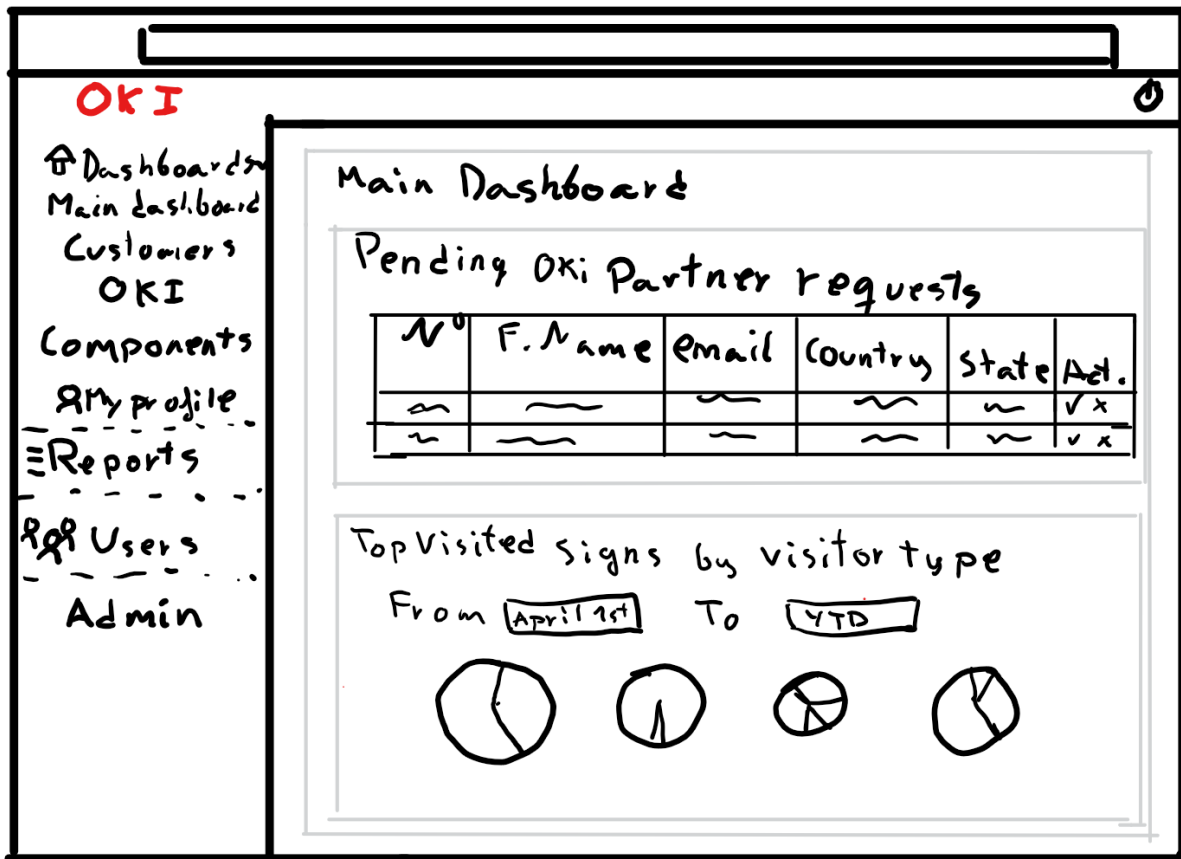 OKI
Dashboards
Main dashboard
Customers
OKI
Components
My profile
Reports
Users
Admin
Main Dashboard
Pending Oki Partner requests
Nº F. Name email Country State Act.
Top Visited signs by visitor type
From April 1st To YTD